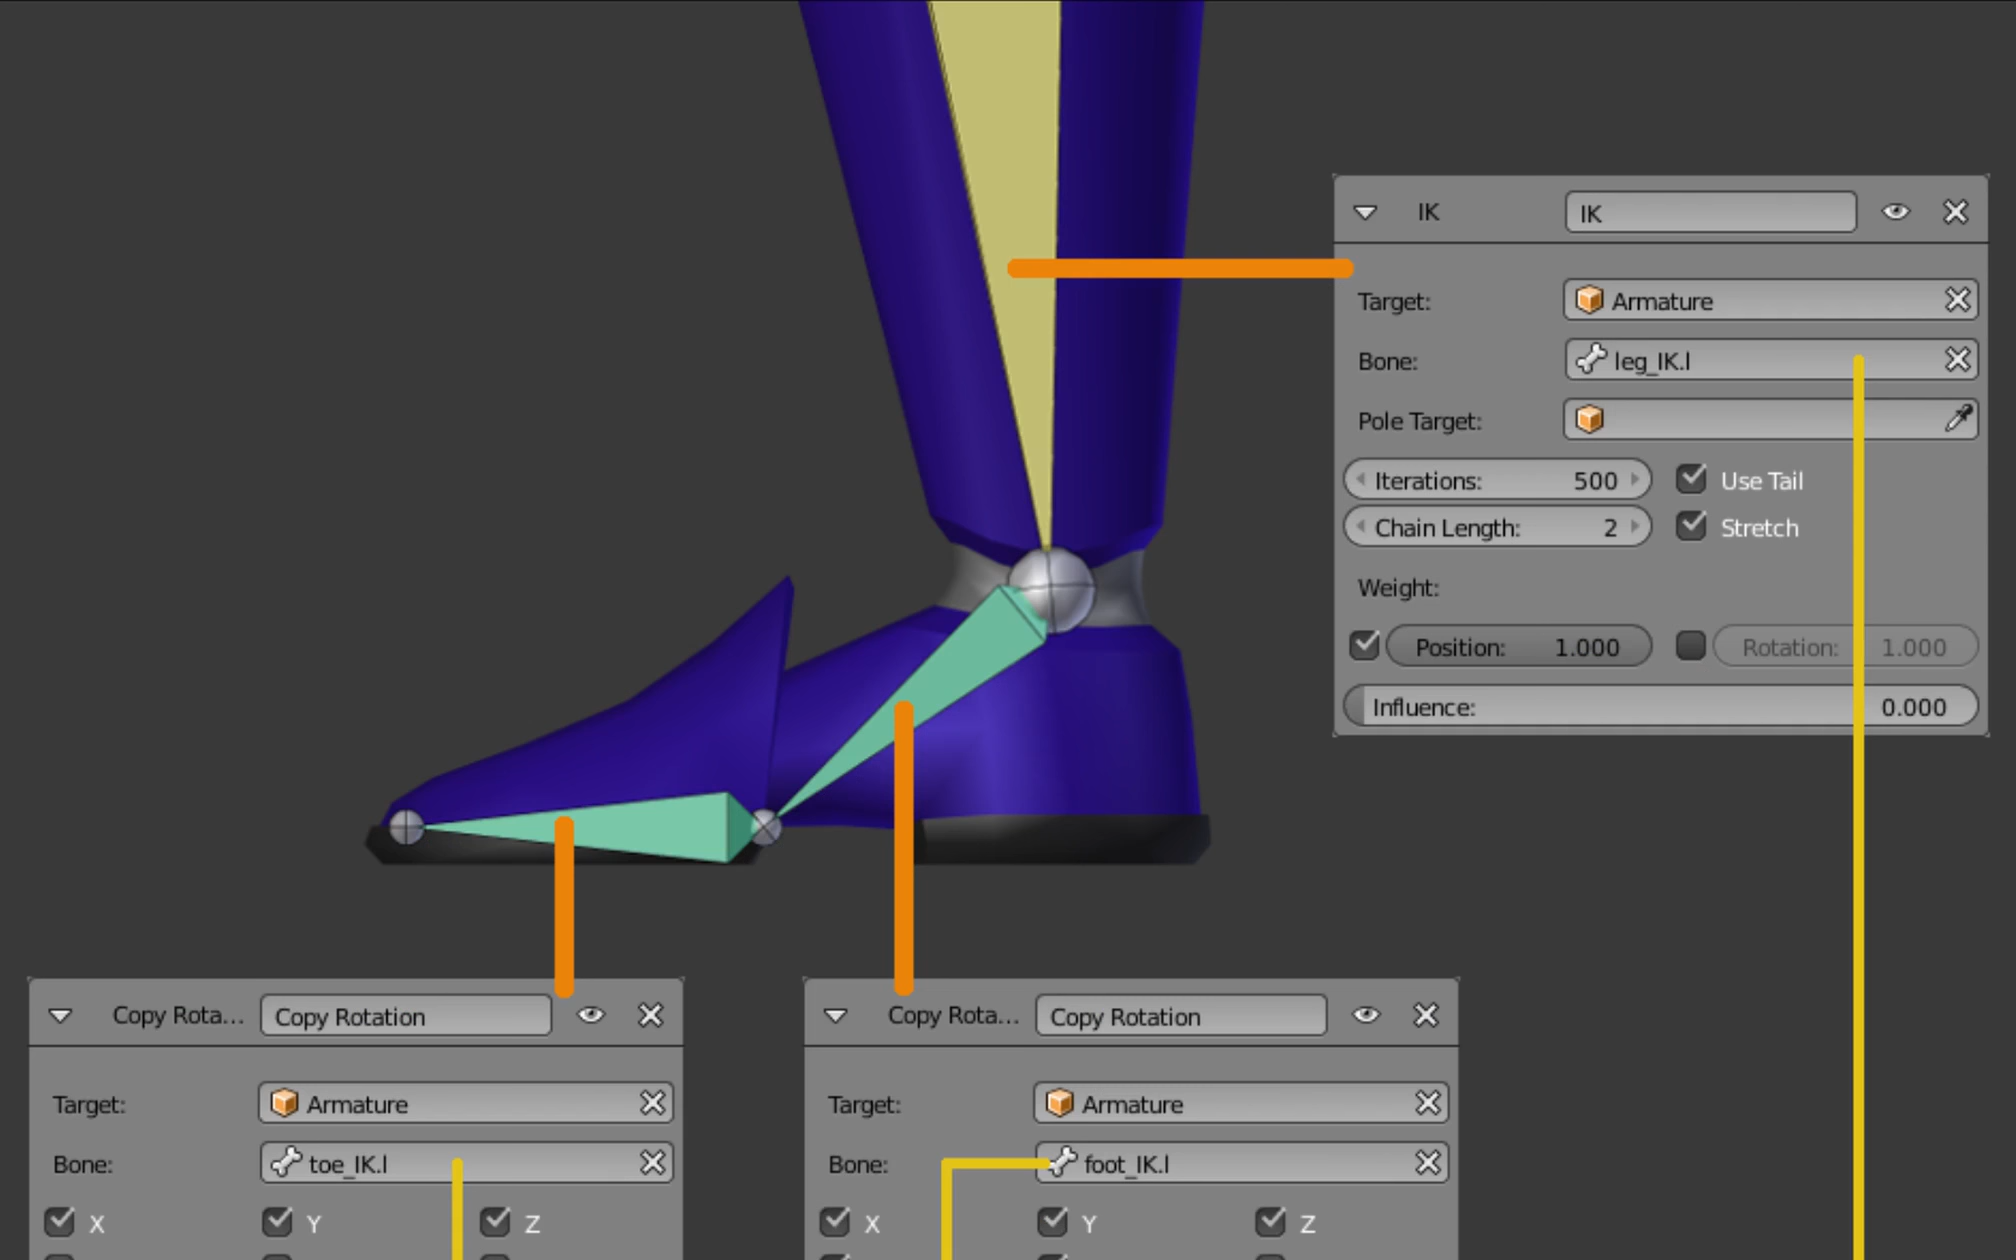 IK IK
Target: Armature
Bone: leg_IK.l
Pole Target:
Iterations: 500 Use Tail
Chain Length: 2 Stretch
Weight:
Position: 1.000 Rotation: 1.000
Influence: 0.000
Copy Rota... Copy Rotation
Target: Armature
Bone: toe_IK.l
X Y Z
Copy Rota... Copy Rotation
Target: Armature
Bone: foot_IK.l
X Y Z